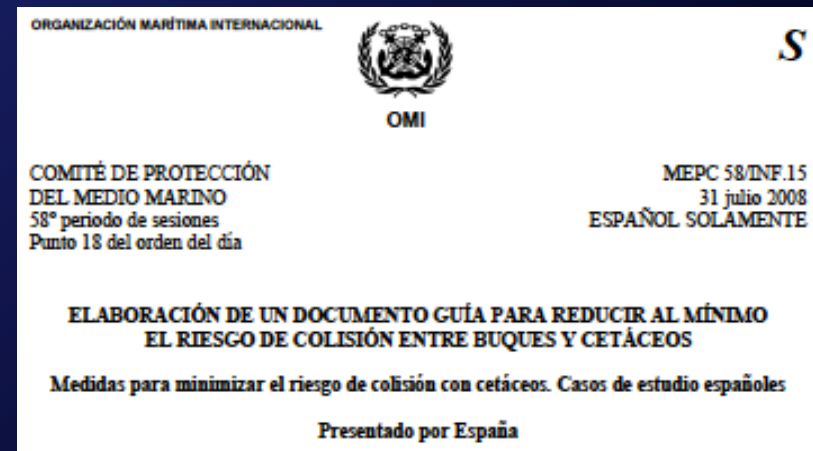 ORGANIZACIÓN MARÍTIMA INTERNACIONAL
S
OMI
COMITÉ DE PROTECCIÓN
DEL MEDIO MARINO
58º periodo de sesiones
Punto 18 del orden del día
MEPC 58/INF.15
31 julio 2008
ESPAÑOL SOLAMENTE
ELABORACIÓN DE UN DOCUMENTO GUÍA PARA REDUCIR AL MÍNIMO
EL RIESGO DE COLISIÓN ENTRE BUQUES Y CETÁCEOS
Medidas para minimizar el riesgo de colisión con cetáceos. Casos de estudio españoles
Presentado por España